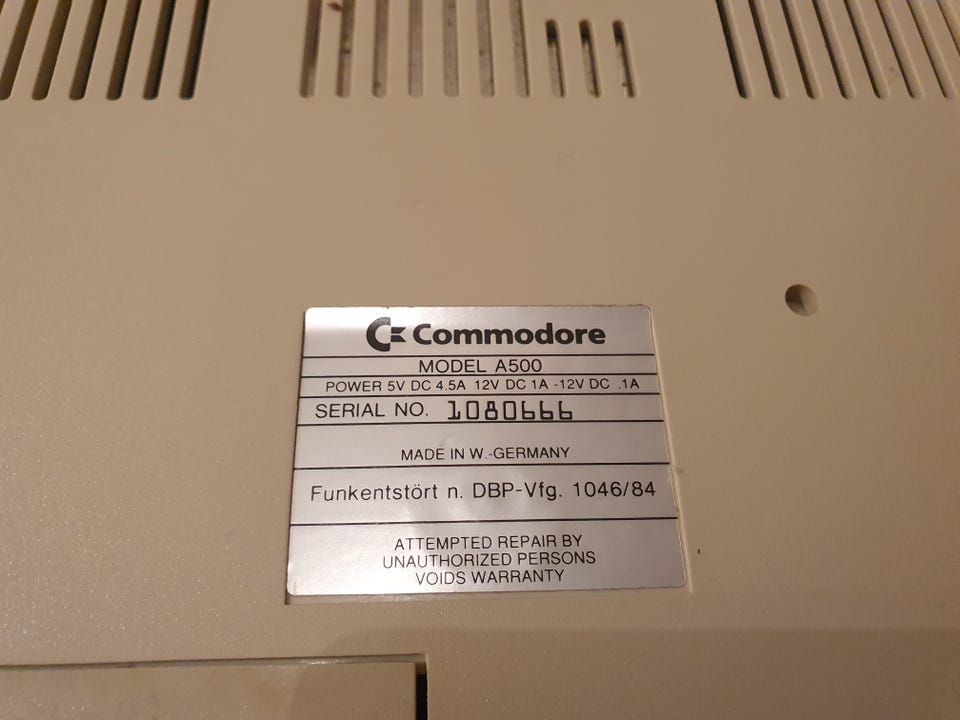 Commodore
MODEL A500
POWER 5V DC 4.5A 12V DC 1A -12V DC .1A
SERIAL NO. 1080666
MADE IN W.-GERMANY
Funkentstört n. DBP-Vfg. 1046/84
ATTEMPTED REPAIR BY
UNAUTHORIZED PERSONS
VOIDS WARRANTY